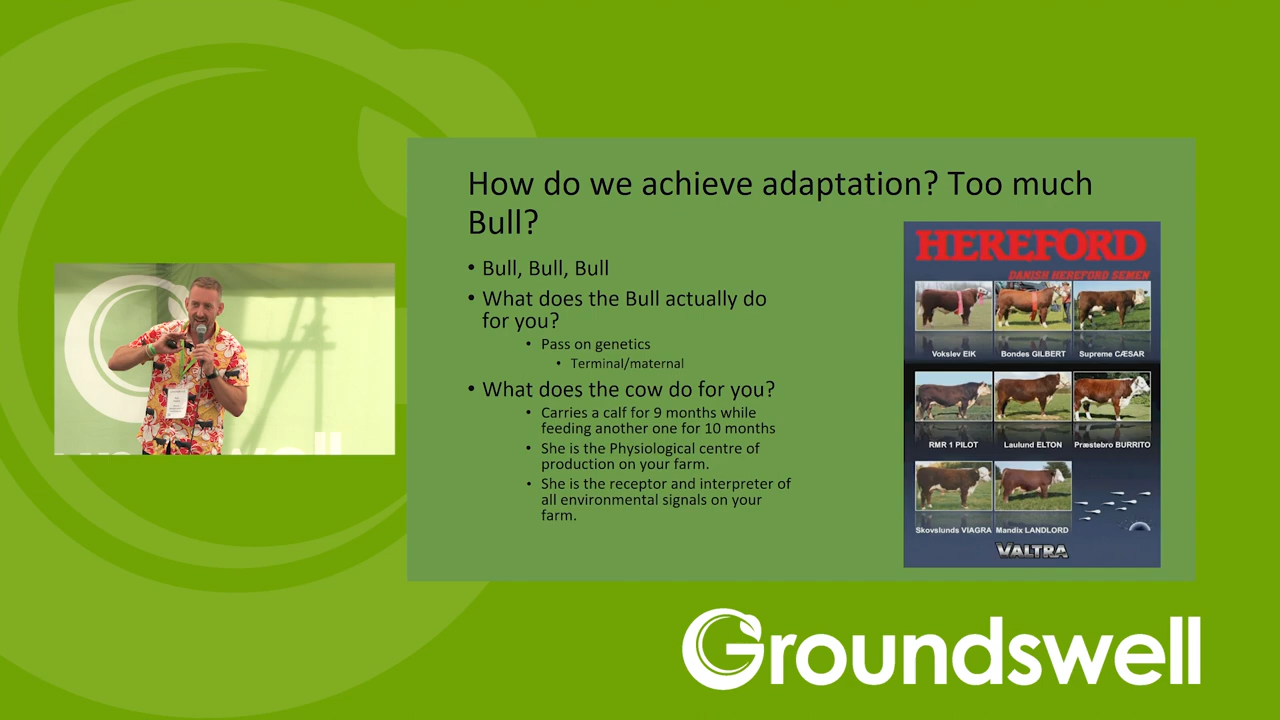 How do we achieve adaptation? Too much
Bull?
• Bull, Bull, Bull
• What does the Bull actually do
for you?
• Pass on genetics
• Terminal/maternal
• What does the cow do for you?
• Carries a calf for 9 months while
feeding another one for 10 months
• She is the Physiological centre of
production on your farm.
• She is the receptor and interpreter of
all environmental signals on your
farm.
HEREFORD
DANISH HEREFORD SEMEN
Vokslev EIK
Bondes GILBERT
Supreme CÆSAR
RMR 1 PILOT
Laulund ELTON
Præstebro BURRITO
Skovslunds VIAGRA
Mandix LANDLORD
VALTRA
Groundswell